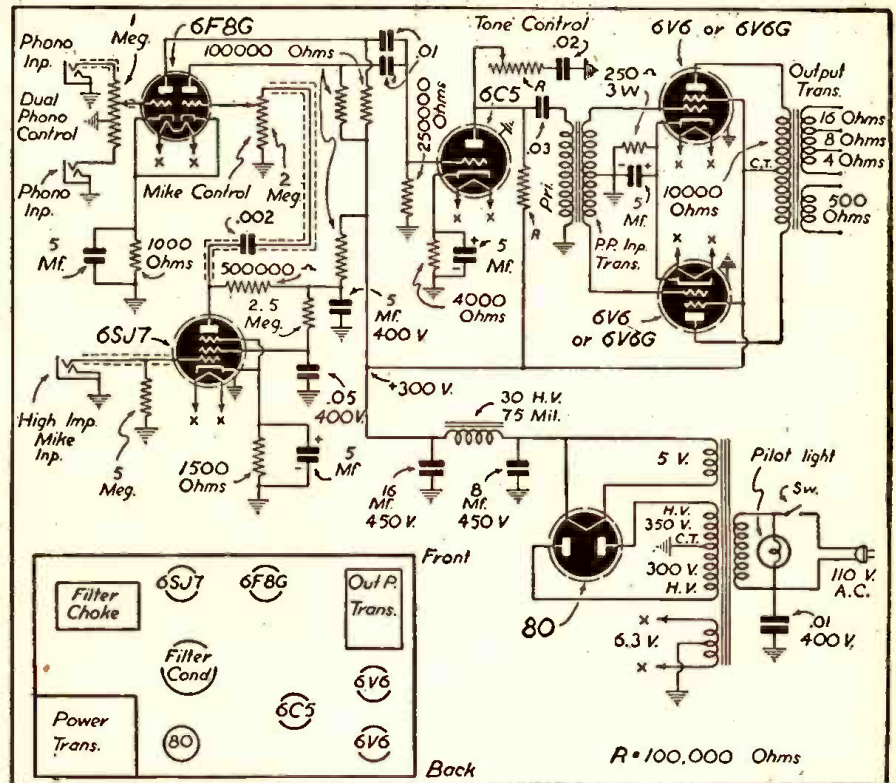 6F8G
1
Meg.
100000
Ohms
Phono
Inp.
Dual
Phono
Control
Phono
Inp.
x x
Mike Control
2
Meg.
.01
250000
Ohms
Tone Control
.02
R
6C5
.03
R
x x
5
Mf.
4000
Ohms
6V6 or 6V6G
250 Ω
3W
Output
Trans.
16 Ohms
8 Ohms
4 Ohms
500
Ohms
C.T.
x x
- +
5
Mf.
10000
Ohms
Pri.
P.P. Inp.
Trans.
x x
6V6
or 6V6G
5
Mf.
1000
Ohms
.002
500000 Ω
2.5
Meg.
5
Mf.
400 V.
6SJ7
High Imp.
Mike
Inp.
5
Meg.
x x
.05
400V.
1500
Ohms
+
-
5
Mf
+300 V.
30 H.V.
75 Mil.
16
Mf.
450 V.
8
Mf.
450 V
5 V.
H.V.
350 V.
C.T.
300 V.
H.V.
80
x
6.3 V.
x
Pilot light
Sw.
110 V.
A.C.
.01
400 V.
Front
6SJ7
6F8G
Filter
Choke
Out P.
Trans.
Filter
Cond
6V6
6C5
Power
Trans.
80
6V6
Back
R = 100,000 Ohms